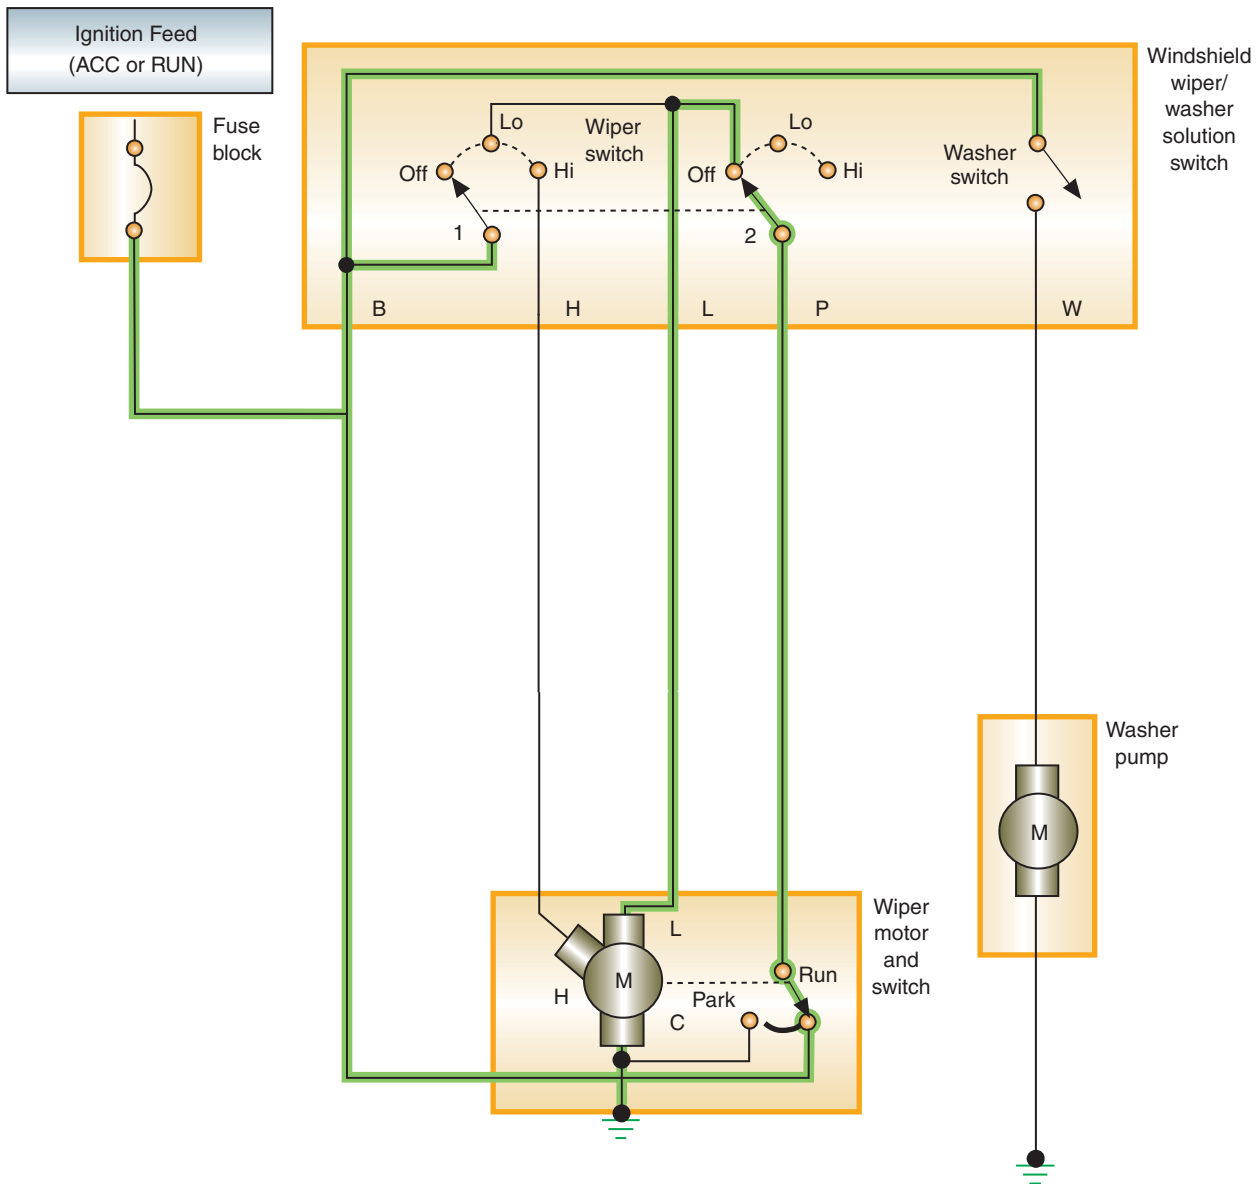 Ignition Feed
(ACC or RUN)
Fuse
block
Windshield
wiper/
washer
solution
switch
Lo
Wiper
switch
Off
Hi
1
Lo
Off
Hi
2
Washer
switch
B
H
L
P
W
Washer
pump
M
Wiper
motor
and
switch
L
M
H
Run
Park
C